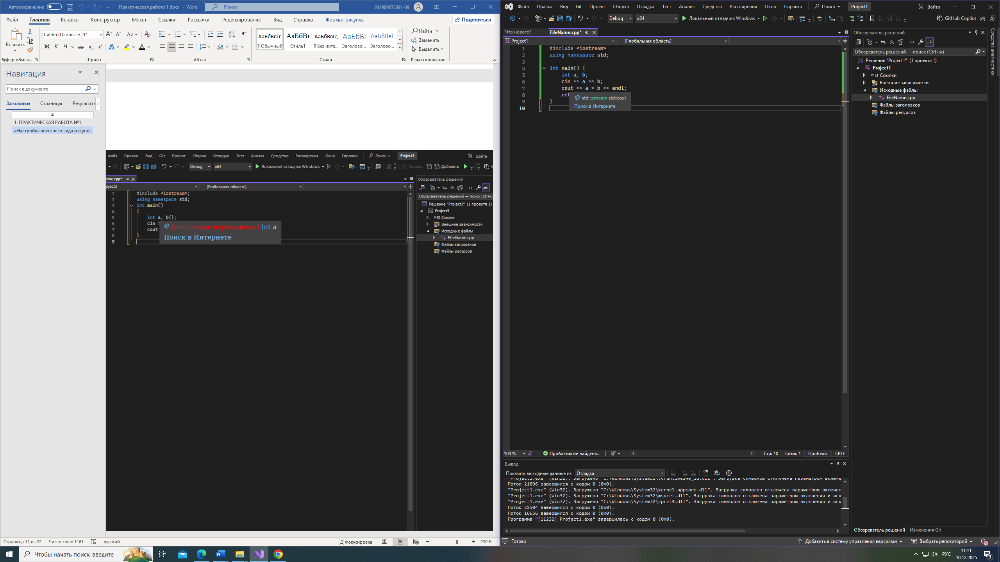 Автосохранение
Практическая работа 1.docx - Word
Поиск
242909073091-39
Файл Главная Вставка Конструктор Макет Ссылки Рассылки Рецензирование Вид Справка Формат рисунка Поделиться
Вставить
Calibri (Основн 11
Аа
Ж К Ч ab x₂ x²
АаБбВвГг, АаБбВв АаБбВвГг, АаБбВв АаБбВвГг
¶ Обычный Стиль1 ¶ Без инте... Заголово... Заголово...
Найти
Заменить
Выделить
Буфер обмена Шрифт Абзац Стили Редактирование
Навигация
Поиск в документе
Заголовки Страницы Результаты
1. ПРАКТИЧЕСКАЯ РАБОТА №1
«Настройка внешнего вида и функ...
Файл Правка Вид Git Проект Сборка Отладка Тест Анализ Средства Расширения Окно Справка Поиск Project3 Войти
Debug x64 Локальный отладчик Windows Правка Добавить
ame.cpp*
oject3 (Глобальная область)
1 #include <iostream>;
2 using namespace std;
3 int main()
4 {
5 int a, b{};
6 cin >
7 cout
8 }
9
(локальная переменная) int a
Поиск в Интернете
Обозреватель решений
Обозреватель решений — поиск (Ctrl+;)
Решение "Project3" (1 проекта 1)
Project3
Ссылки
Внешние зависимости
Исходные файлы
FileName.cpp
Файлы заголовков
Файлы ресурсов
Страница 11 из 22 Число слов: 1161 русский Фокусировка 230 %
Файл Правка Вид Git Проект Сборка Отладка Тест Анализ Средства Расширения Окно Справка Поиск Project1 Войти
Debug x64 Локальный отладчик Windows GitHub Copilot
Что нового? FileName.cpp*
Project1 (Глобальная область)
1 #include <iostream>
2 using namespace std;
3
4 int main() {
5 int a, b;
6 cin >> a >> b;
7 cout << a * b << endl;
8 ret
9 }
10
std::ostream std::cout
Поиск в Интернете
100 % Проблемы не найдены. Стр: 10 Симв: 1 Пробелы CRLF
Вывод
Показать выходные данные из: Отладка
"Project1.exe" (Win32). Загружено "C:\Windows\System32\vcruntime140_1d.dll". Загрузка символов отключена параметром включе
Поток 21096 завершился с кодом 0 (0x0).
"Project1.exe" (Win32). Загружено "C:\Windows\System32\kernel.appcore.dll". Загрузка символов отключена параметром включен
"Project1.exe" (Win32). Загружено "C:\Windows\System32\msvcrt.dll". Загрузка символов отключена параметром включения и иск
"Project1.exe" (Win32). Загружено "C:\Windows\System32\rpcrt4.dll". Загрузка символов отключена параметром включения и иск
Поток 22504 завершился с кодом 0 (0x0).
Поток 16656 завершился с кодом 0 (0x0).
Программа "[11232] Project1.exe" завершилась с кодом 0 (0x0).
Обозреватель решений
Обозреватель решений — поиск (Ctrl+ж)
Решение "Project1" (1 проекта 1)
Project1
Ссылки
Внешние зависимости
Исходные файлы
FileName.cpp
Файлы заголовков
Файлы ресурсов
Средства диагностики
Обозреватель решений Изменения Git
Готово Добавить в систему управления версиями Выбрать репозиторий 1
Чтобы начать поиск, введите
РУС
11:11
10.12.2025
3